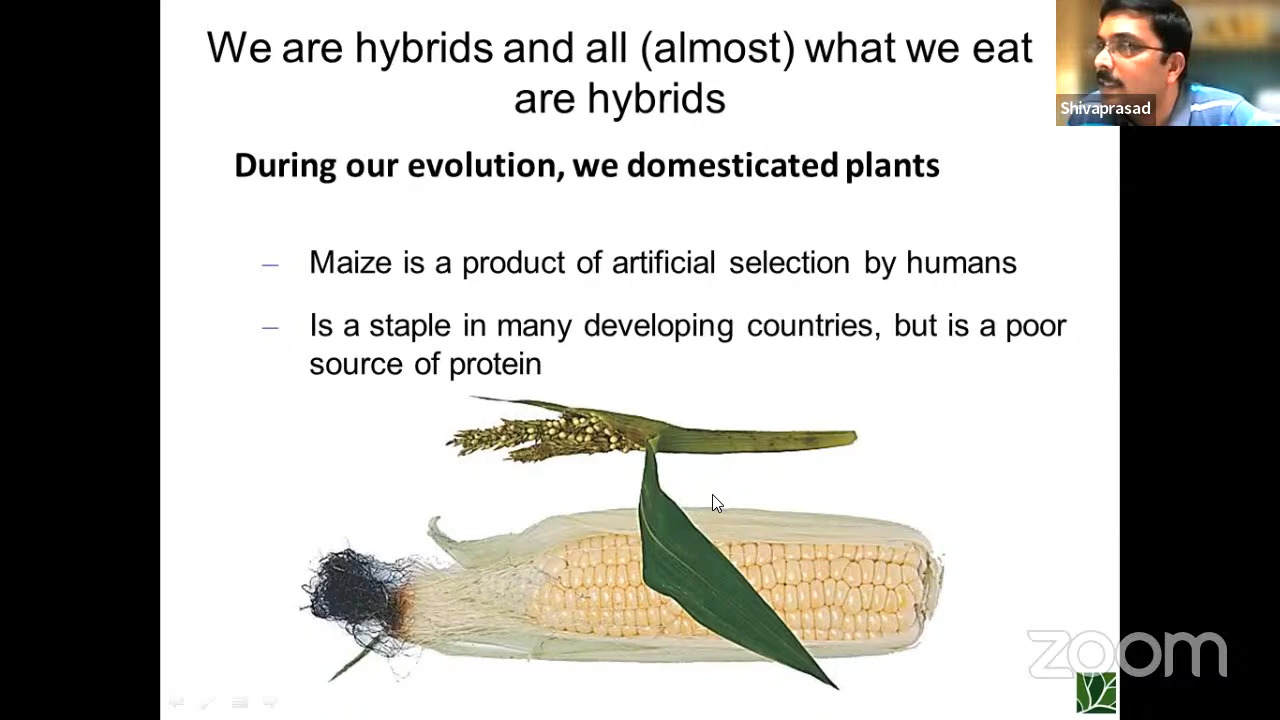 We are hybrids and all (almost) what we eat
are hybrids
Shivaprasad
During our evolution, we domesticated plants
– Maize is a product of artificial selection by humans
– Is a staple in many developing countries, but is a poor
source of protein
zoom